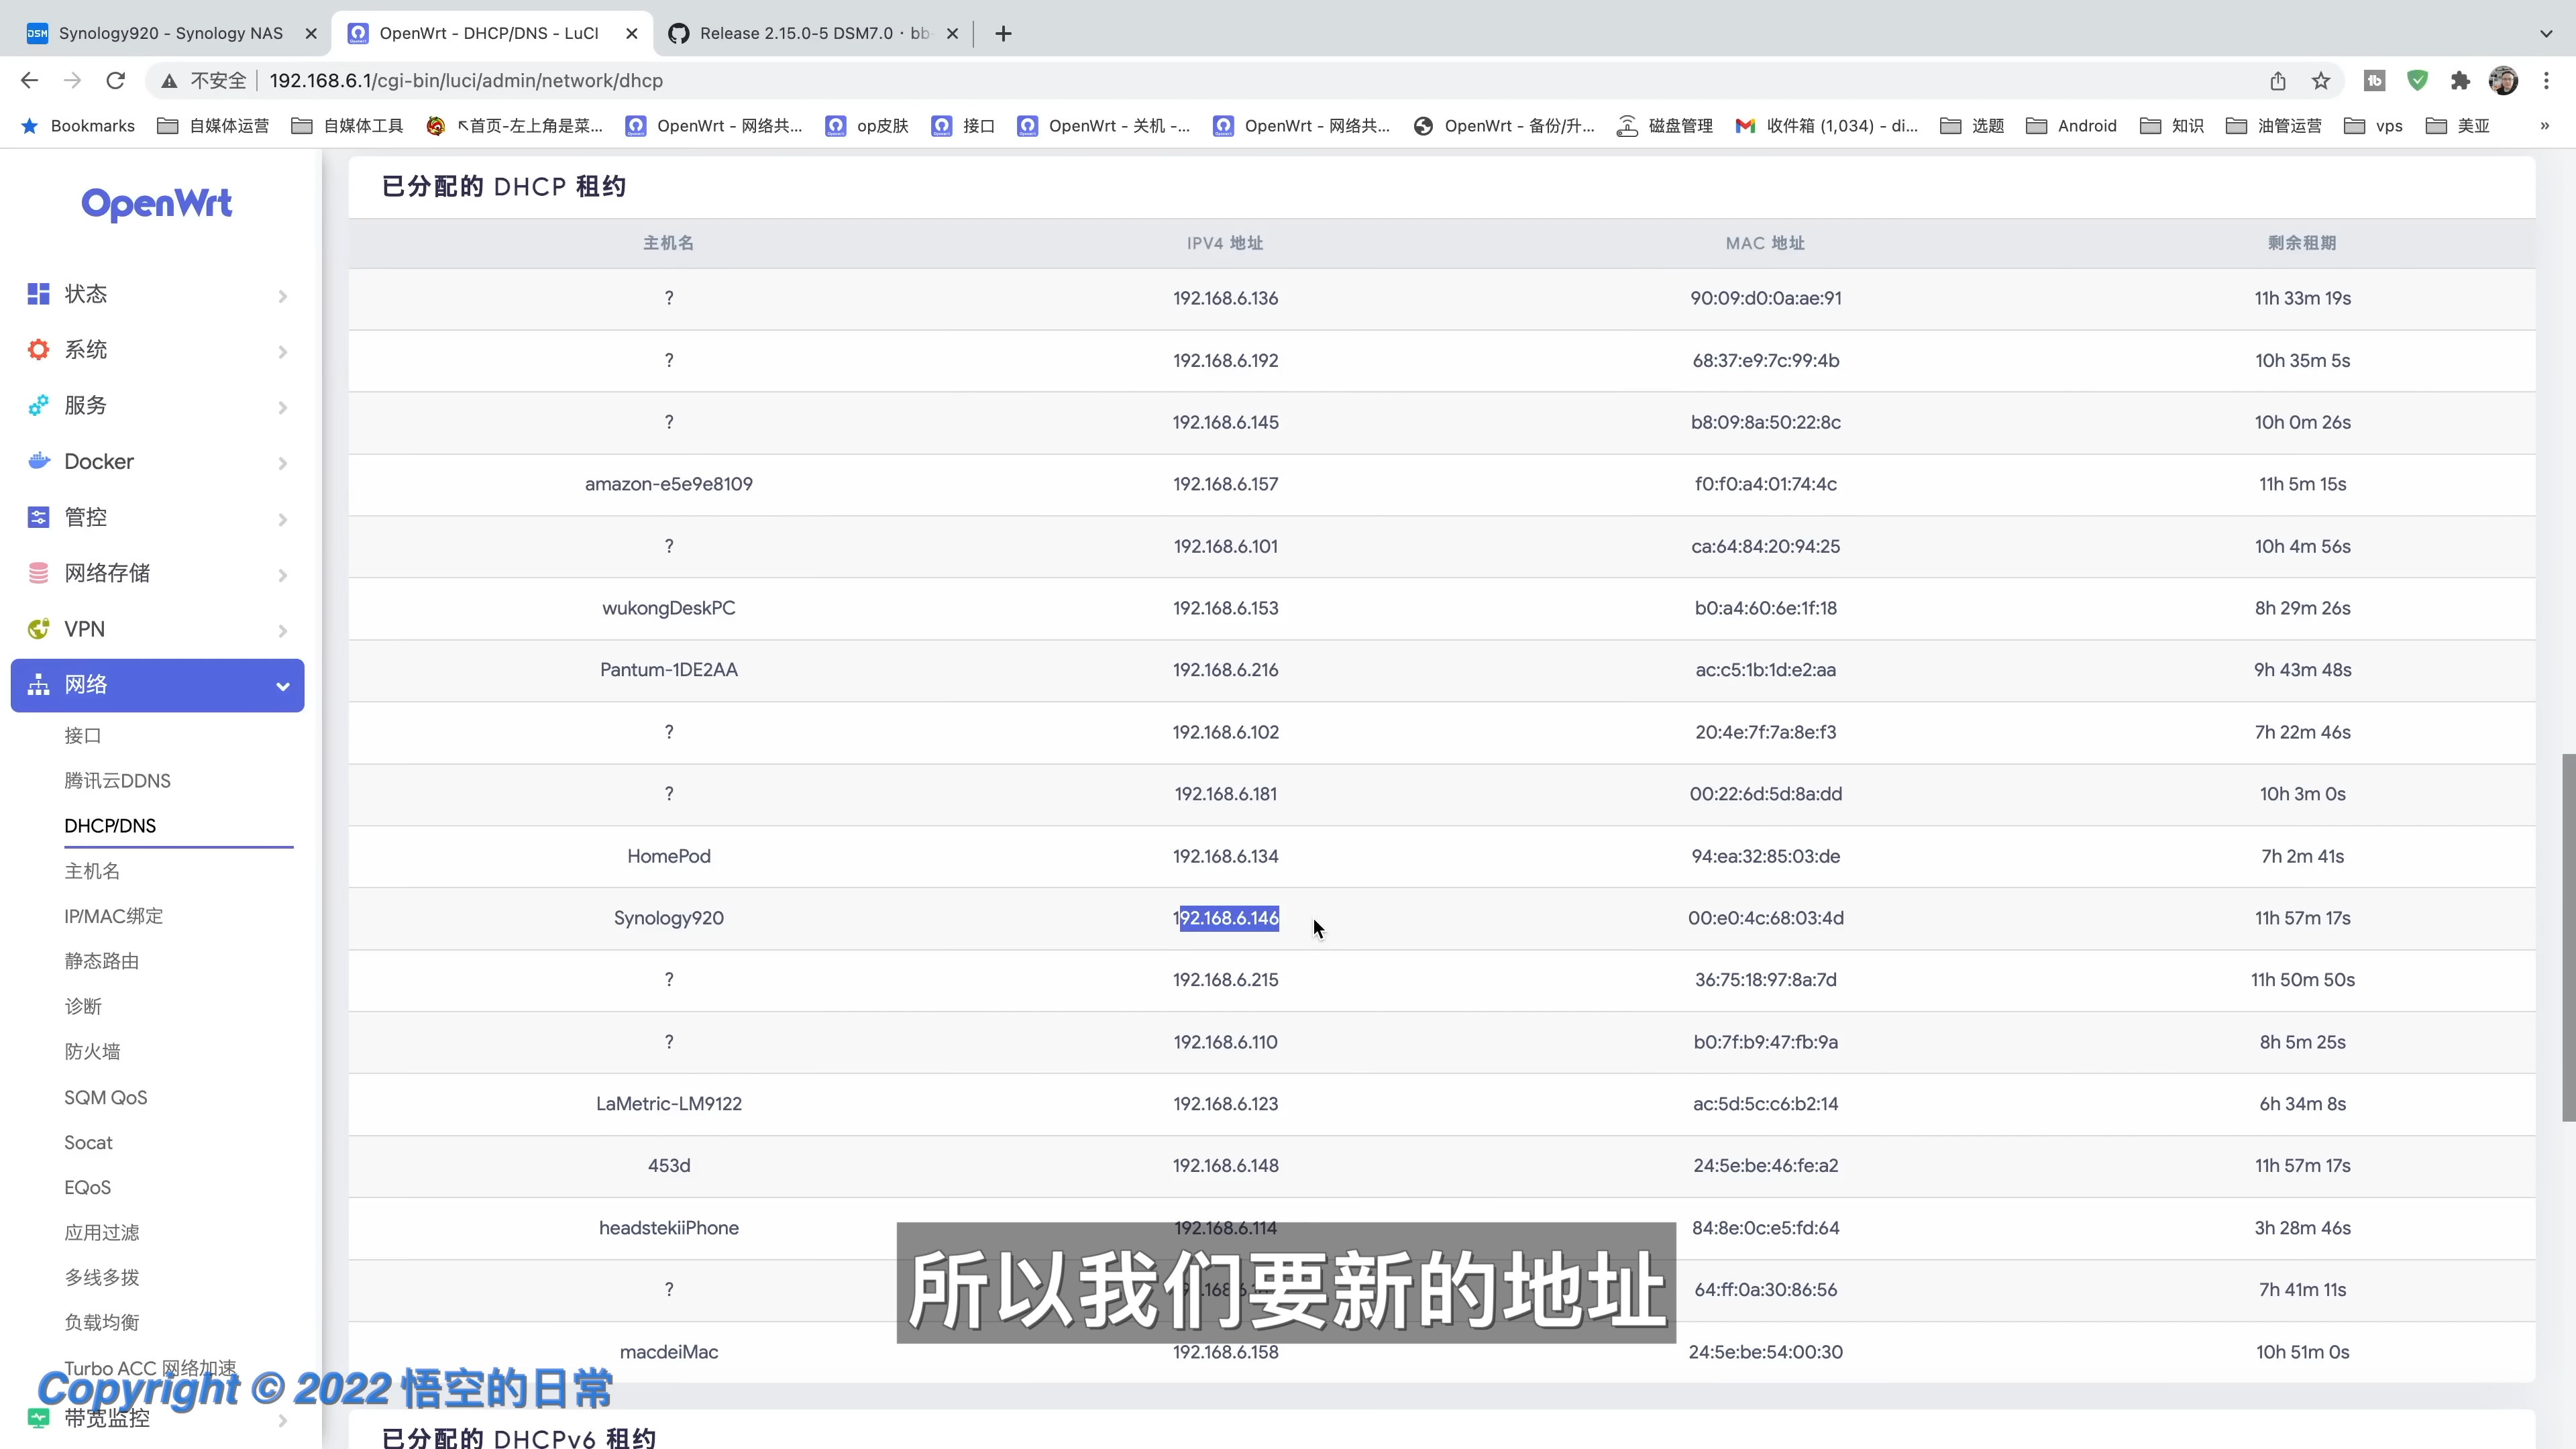 Synology920 - Synology NAS
OpenWrt - DHCP/DNS - LuCI
Release 2.15.0-5 DSM7.0 · bb-
不安全
192.168.6.1/cgi-bin/luci/admin/network/dhcp
Bookmarks
自媒体运营
自媒体工具
↖首页-左上角是菜...
OpenWrt - 网络共...
op皮肤
接口
OpenWrt - 关机 -...
OpenWrt - 网络共...
OpenWrt - 备份/升...
磁盘管理
收件箱 (1,034) - di...
选题
Android
知识
油管运营
vps
美亚
»
OpenWrt
状态
系统
服务
Docker
管控
网络存储
VPN
网络
接口
腾讯云DDNS
DHCP/DNS
主机名
IP/MAC绑定
静态路由
诊断
防火墙
SQM QoS
Socat
EQoS
应用过滤
多线多拨
负载均衡
Turbo ACC 网络加速
带宽监控
已分配的 DHCP 租约
主机名 IPV4 地址 MAC 地址 剩余租期
? 192.168.6.136 90:09:d0:0a:ae:91 11h 33m 19s
? 192.168.6.192 68:37:e9:7c:99:4b 10h 35m 5s
? 192.168.6.145 b8:09:8a:50:22:8c 10h 0m 26s
amazon-e5e9e8109 192.168.6.157 f0:f0:a4:01:74:4c 11h 5m 15s
? 192.168.6.101 ca:64:84:20:94:25 10h 4m 56s
wukongDeskPC 192.168.6.153 b0:a4:60:6e:1f:18 8h 29m 26s
Pantum-1DE2AA 192.168.6.216 ac:c5:1b:1d:e2:aa 9h 43m 48s
? 192.168.6.102 20:4e:7f:7a:8e:f3 7h 22m 46s
? 192.168.6.181 00:22:6d:5d:8a:dd 10h 3m 0s
HomePod 192.168.6.134 94:ea:32:85:03:de 7h 2m 41s
Synology920 192.168.6.146 00:e0:4c:68:03:4d 11h 57m 17s
? 192.168.6.215 36:75:18:97:8a:7d 11h 50m 50s
? 192.168.6.110 b0:7f:b9:47:fb:9a 8h 5m 25s
LaMetric-LM9122 192.168.6.123 ac:5d:5c:c6:b2:14 6h 34m 8s
453d 192.168.6.148 24:5e:be:46:fe:a2 11h 57m 17s
headstekiiPhone 192.168.6.114 84:8e:0c:e5:fd:64 3h 28m 46s
? 64:ff:0a:30:86:56 7h 41m 11s
macdeiMac 192.168.6.158 24:5e:be:54:00:30 10h 51m 0s
所以我们要新的地址
Copyright © 2022 悟空的日常
已分配的 DHCPv6 租约